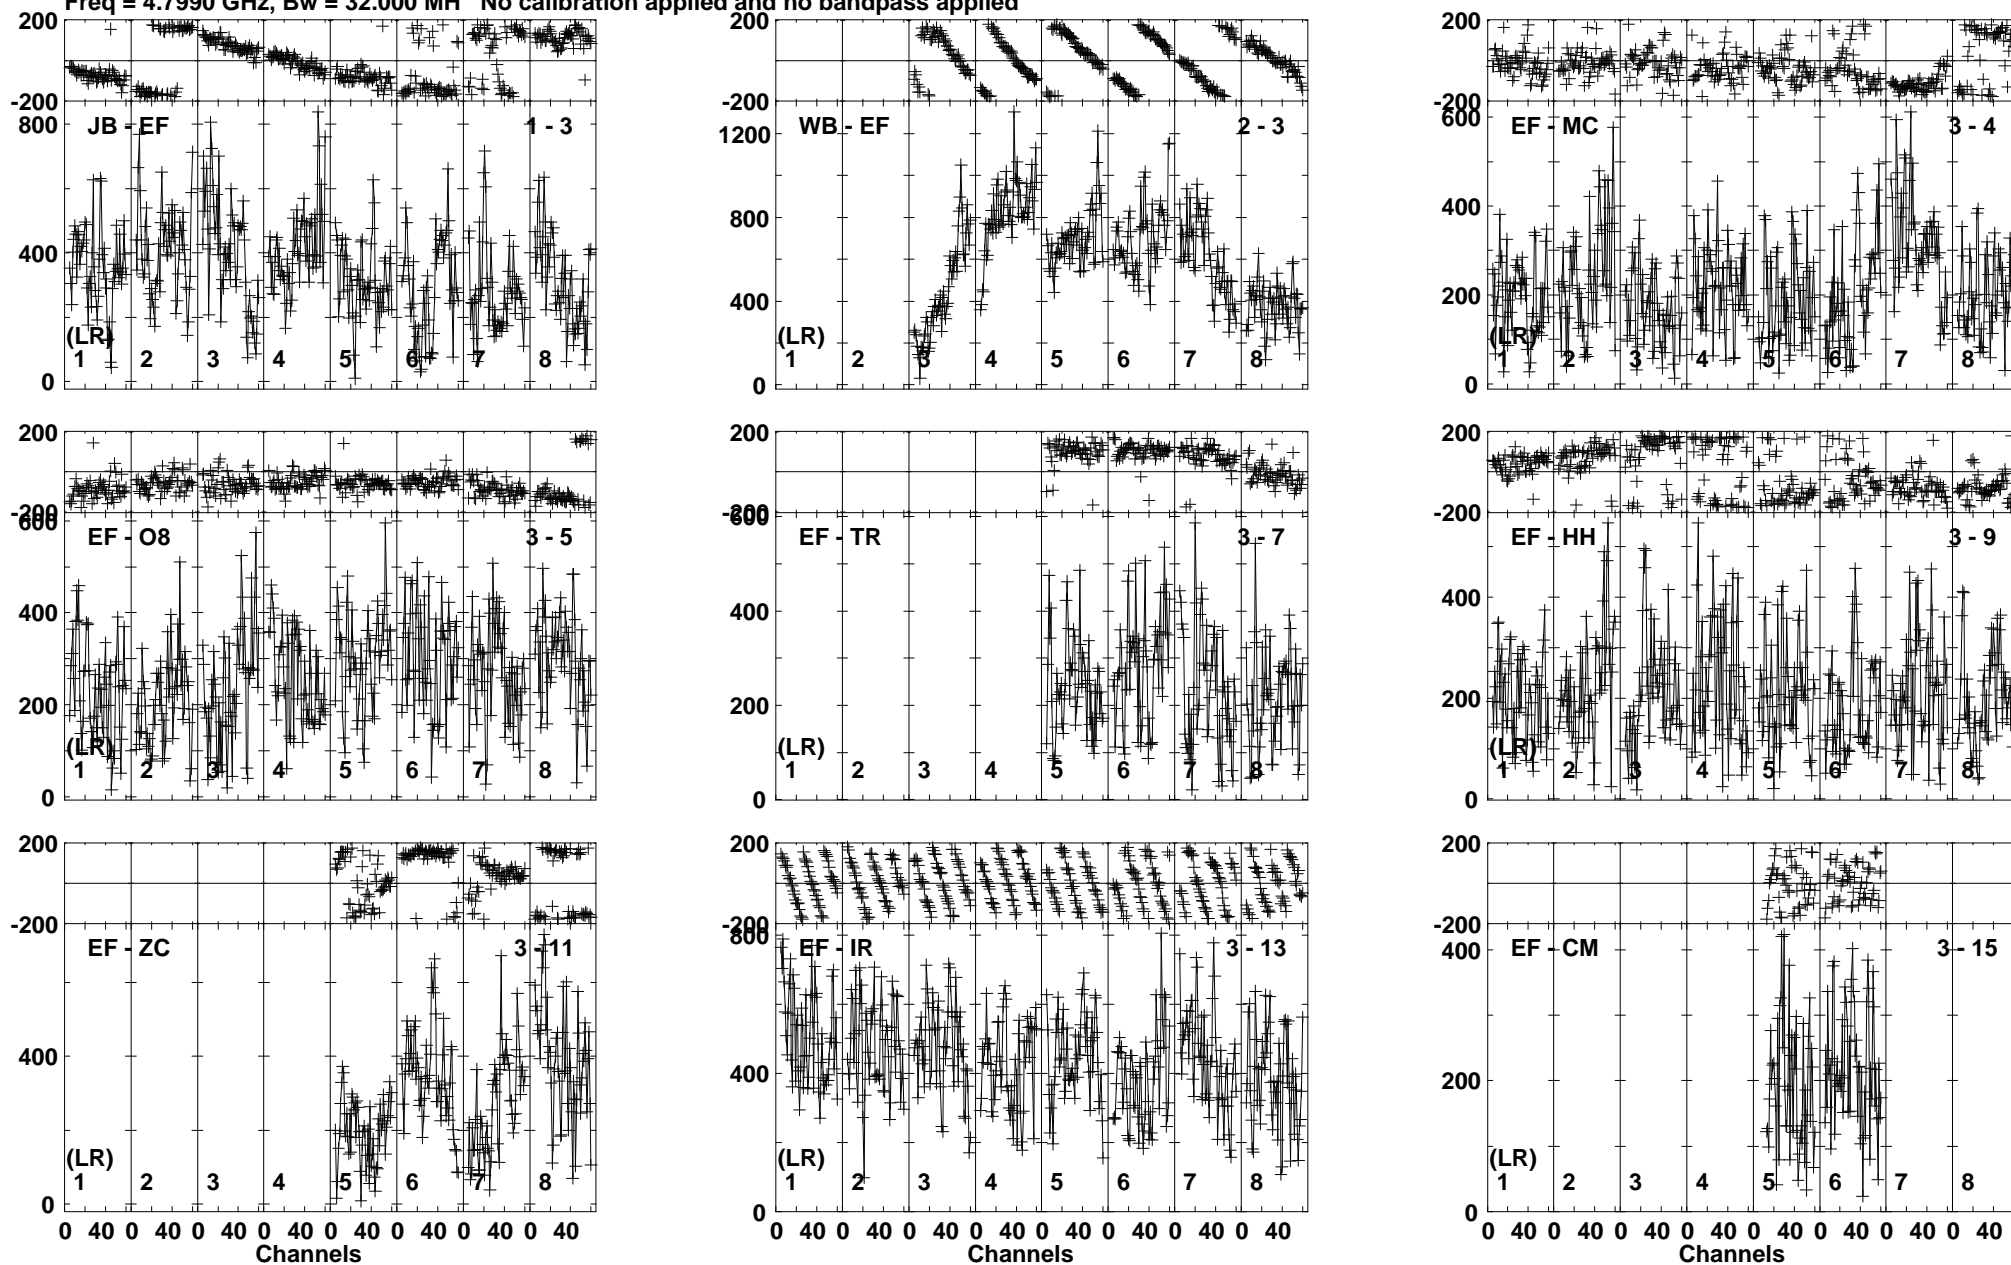 Freq = 4.7990 GHz, Bw = 32.000 MH No calibration applied and no bandpass applied
200 200 200
-200 -200 -200
800 JB - EF 1 - 3
1200 WB - EF 2 - 3
600 EF - MC 3 - 4
400 800 400
400 200
(LR) (LR) (LR)
1 2 3 4 5 6 7 8
1 2 3 4 5 6 7 8
1 2 3 4 5 6 7 8
0 0 0
200 200 200
-200 -200 -200
600 EF - O8 3 - 5
600 EF - TR 3 - 7
EF - HH 3 - 9
400 400 400
200 200 200
(LR) (LR) (LR)
1 2 3 4 5 6 7 8
1 2 3 4 5 6 7 8
1 2 3 4 5 6 7 8
0 0 0
200 200 200
-200 -200 -200
EF - ZC 3 - 11
800 EF - IR 3 - 13
400 EF - CM 3 - 15
400 400 200
(LR) (LR) (LR)
1 2 3 4 5 6 7 8
1 2 3 4 5 6 7 8
1 2 3 4 5 6 7 8
0 0 0
0 40 0 40 0 40 0 40 0 40 0 40 0 40 0 40
0 40 0 40 0 40 0 40 0 40 0 40 0 40 0 40
0 40 0 40 0 40 0 40 0 40 0 40 0 40 0 40
Channels Channels Channels